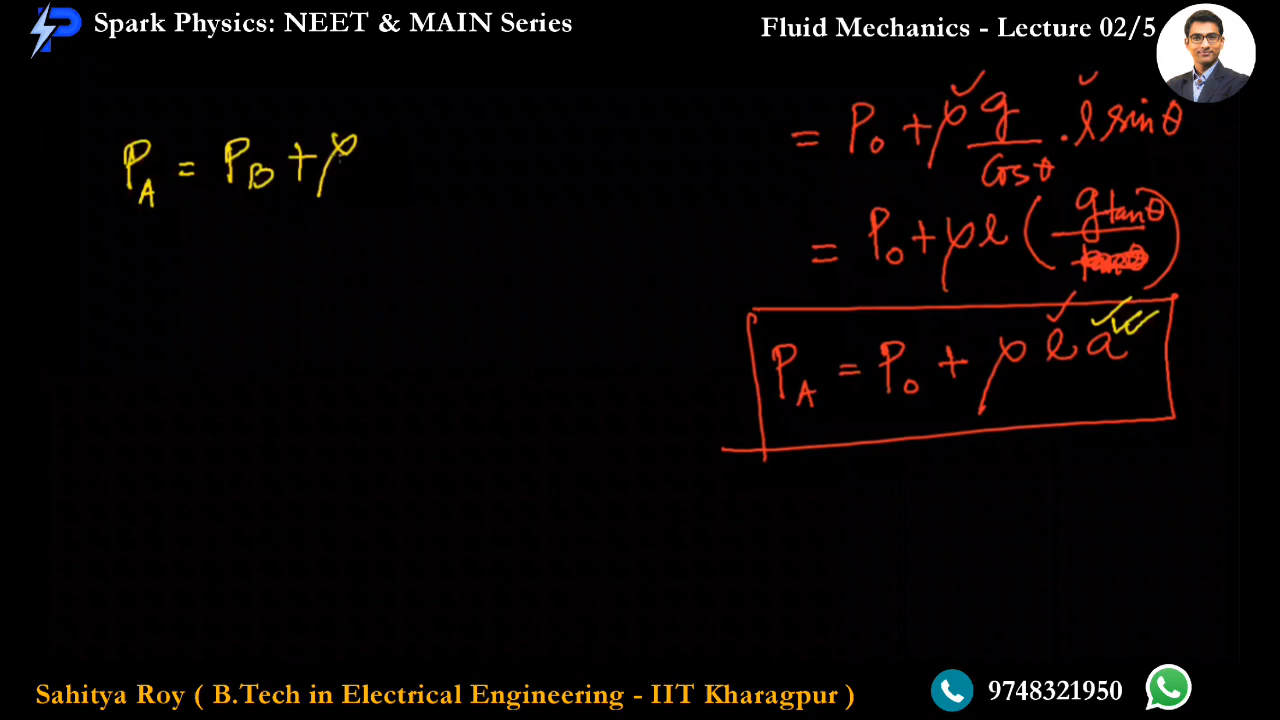 Spark Physics: NEET & MAIN Series
Fluid Mechanics - Lecture 02/5
P_A = P_B + ρ
= P_0 + ρ g/cosθ . l sinθ
= P_0 + ρl ( g tanθ / )
P_A = P_0 + ρ l a
Sahitya Roy ( B.Tech in Electrical Engineering - IIT Kharagpur )
9748321950